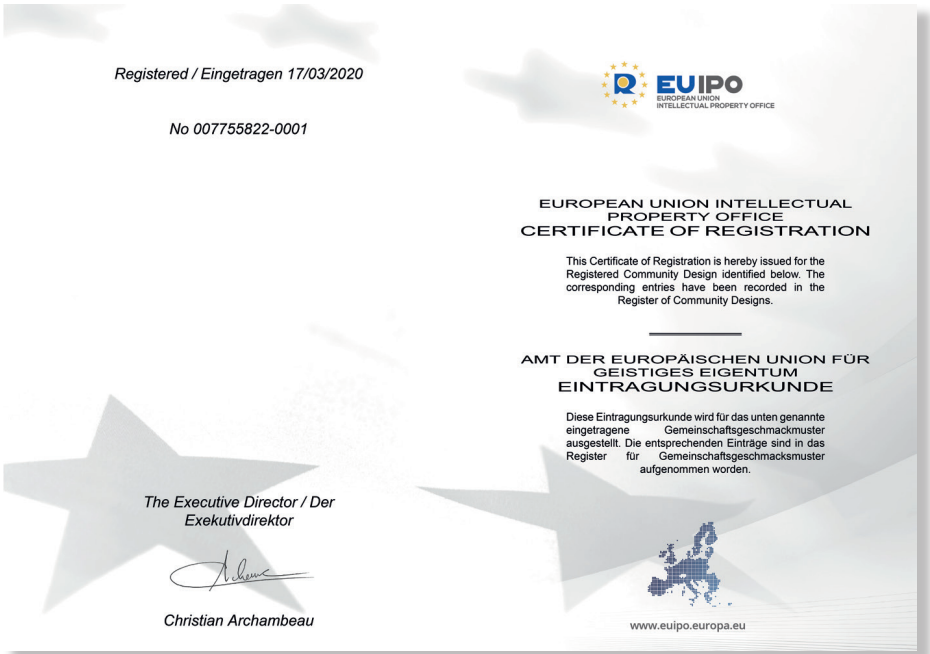 Registered / Eingetragen 17/03/2020
No 007755822-0001
The Executive Director / Der
Exekutivdirektor
Christian Archambeau
EUIPO
EUROPEAN UNION
INTELLECTUAL PROPERTY OFFICE
EUROPEAN UNION INTELLECTUAL
PROPERTY OFFICE
CERTIFICATE OF REGISTRATION
This Certificate of Registration is hereby issued for the
Registered Community Design identified below. The
corresponding entries have been recorded in the
Register of Community Designs.
AMT DER EUROPÄISCHEN UNION FÜR
GEISTIGES EIGENTUM
EINTRAGUNGSURKUNDE
Diese Eintragungsurkunde wird für das unten genannte
eingetragene Gemeinschaftsgeschmackmuster
ausgestellt. Die entsprechenden Einträge sind in das
Register für Gemeinschaftsgeschmacksmuster
aufgenommen worden.
www.euipo.europa.eu